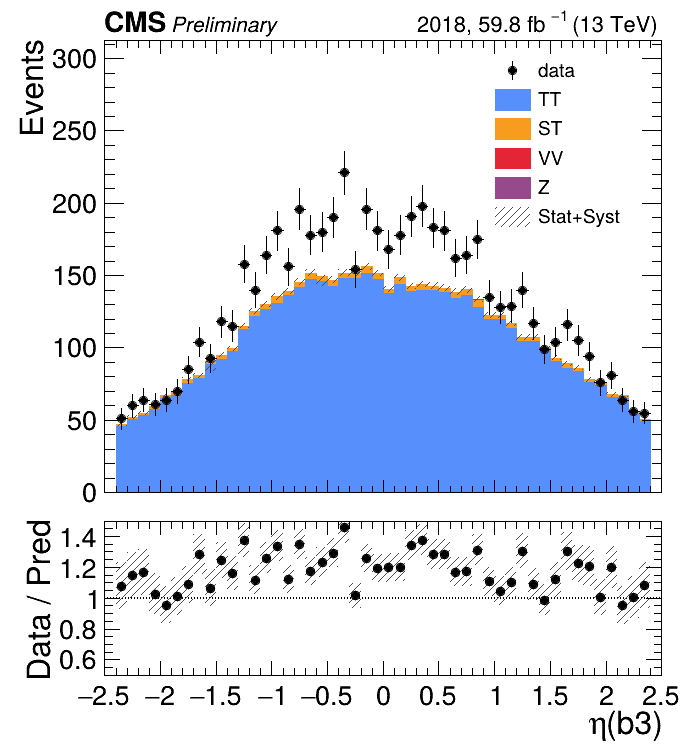 CMS Preliminary 2018, 59.8 fb⁻¹ (13 TeV)
Events
300
250
200
150
100
50
0
data
TT
ST
VV
Z
Stat+Syst
Data / Pred
1.4
1.2
1
0.8
0.6
−2.5 −2 −1.5 −1 −0.5 0 0.5 1 1.5 2 2.5
η(b3)